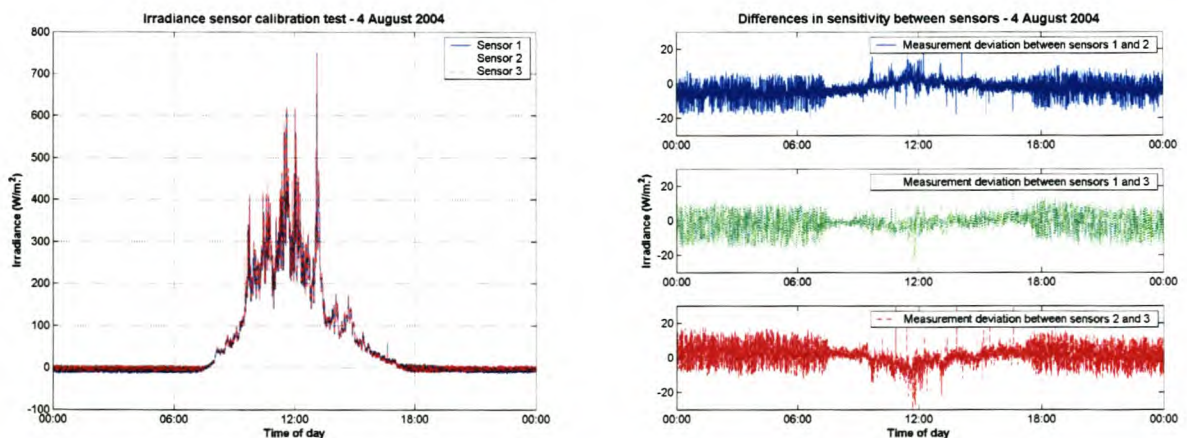 Irradiance sensor calibration test - 4 August 2004
800
700
600
500
400
300
200
100
0
-100
Irradiance (W/m²)
Sensor 1
Sensor 2
Sensor 3
00:00 06:00 12:00 18:00 00:00
Time of day
Differences in sensitivity between sensors - 4 August 2004
20
0
-20
Measurement deviation between sensors 1 and 2
00:00 06:00 12:00 18:00 00:00
Irradiance (W/m²)
20
0
-20
Measurement deviation between sensors 1 and 3
00:00 06:00 12:00 18:00 00:00
20
0
-20
Measurement deviation between sensors 2 and 3
00:00 06:00 12:00 18:00 00:00
Time of day